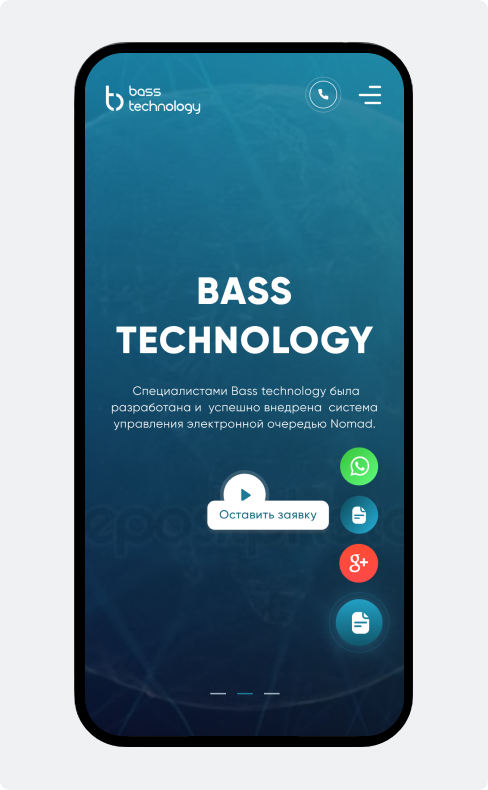 bass
technology
BASS
TECHNOLOGY
Специалистами Bass technology была
разработана и успешно внедрена система
управления электронной очередью Nomad.
Оставить заявку
g+